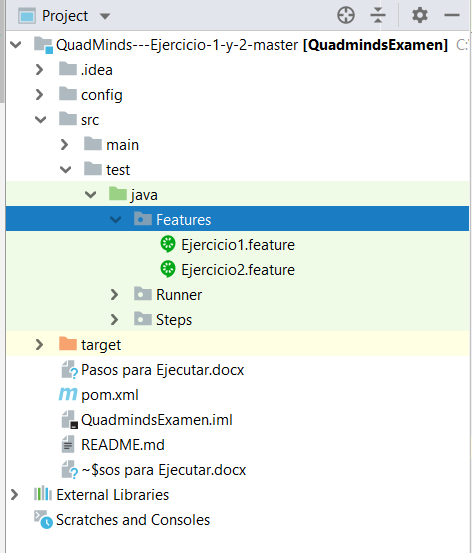 Project
QuadMinds---Ejercicio-1-y-2-master [QuadmindsExamen] C:
.idea
config
src
main
test
java
Features
Ejercicio1.feature
Ejercicio2.feature
Runner
Steps
target
Pasos para Ejecutar.docx
pom.xml
QuadmindsExamen.iml
README.md
~$sos para Ejecutar.docx
External Libraries
Scratches and Consoles